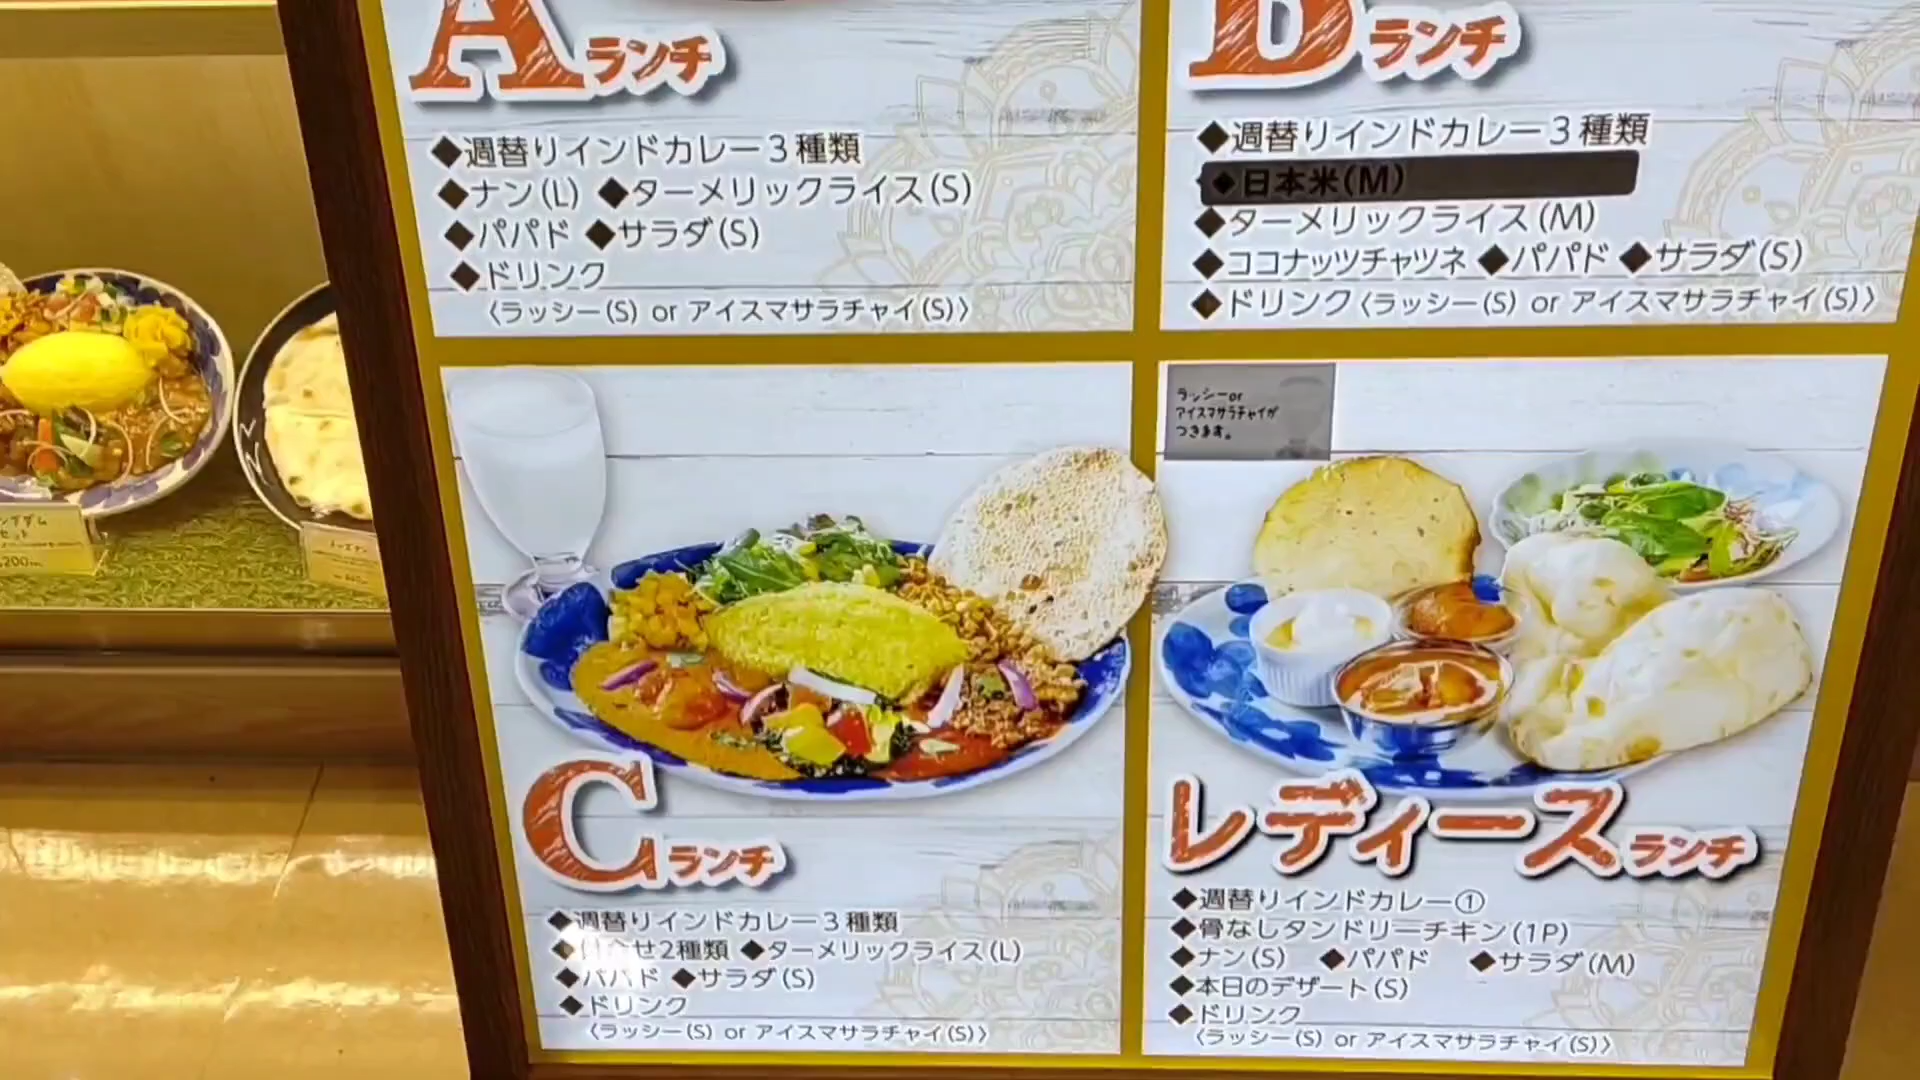 Aランチ
◆週替りインドカレー3種類
◆ナン(L) ◆ターメリックライス(S)
◆パパド ◆サラダ(S)
◆ドリンク
〈ラッシー(S) or アイスマサラチャイ(S)〉
Bランチ
◆週替りインドカレー3種類
◆日本米(M)
◆ターメリックライス(M)
◆ココナッツチャツネ ◆パパド ◆サラダ(S)
◆ドリンク〈ラッシー(S) or アイスマサラチャイ(S)〉
Cランチ
◆週替りインドカレー3種類
◆付合せ2種類 ◆ターメリックライス(L)
◆パパド ◆サラダ(S)
◆ドリンク
〈ラッシー(S) or アイスマサラチャイ(S)〉
ラッシーor
アイスマサラチャイが
つきます。
レディースランチ
◆週替りインドカレー①
◆骨なしタンドリーチキン(1P)
◆ナン(S) ◆パパド ◆サラダ(M)
◆本日のデザート(S)
◆ドリンク
〈ラッシー(S) or アイスマサラチャイ(S)〉